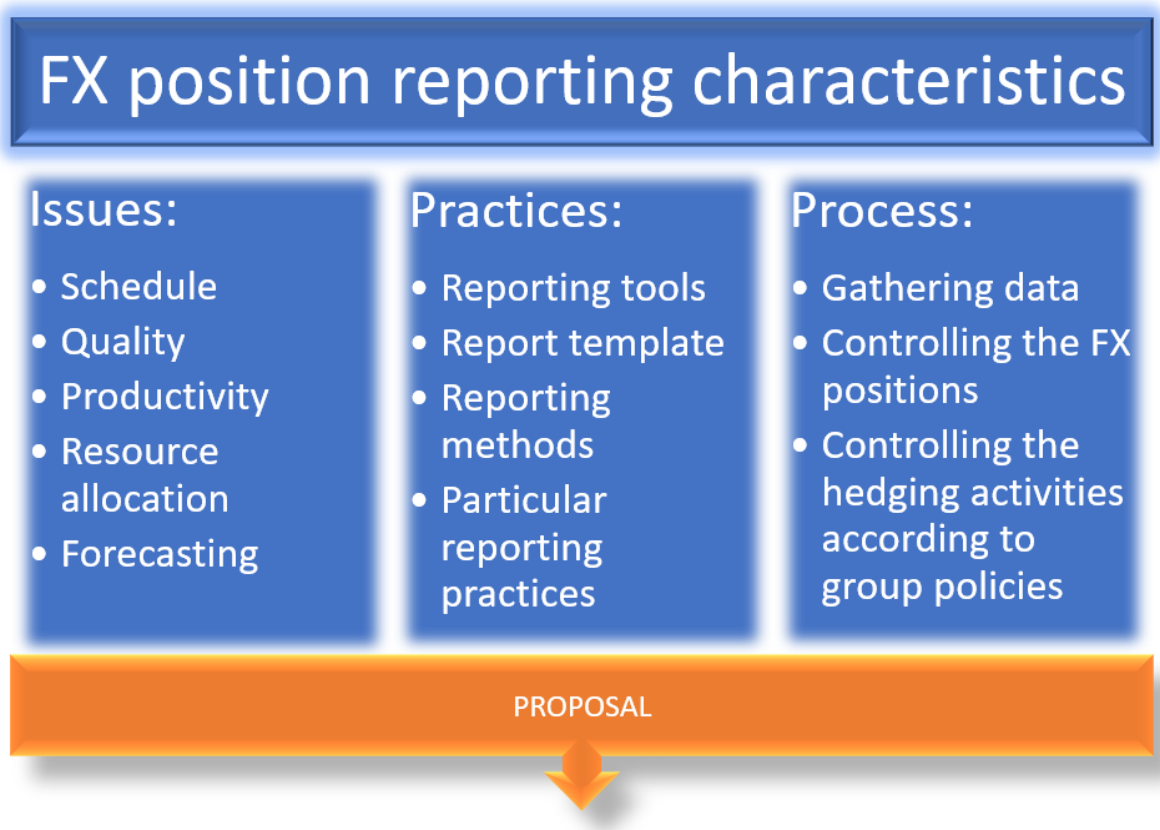 FX position reporting characteristics
Issues:
• Schedule
• Quality
• Productivity
• Resource
allocation
• Forecasting
Practices:
• Reporting tools
• Report template
• Reporting
methods
• Particular
reporting
practices
Process:
• Gathering data
• Controlling the FX
positions
• Controlling the
hedging activities
according to
group policies
PROPOSAL